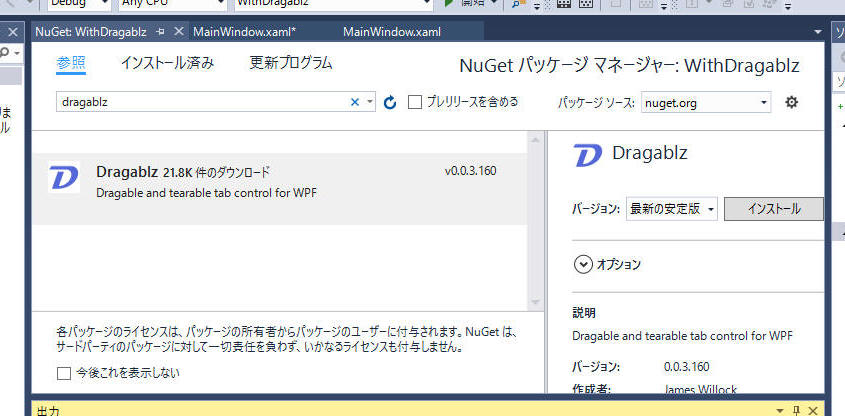 Debug
Any CPU
WithDragablz
開始
NuGet: WithDragablz
MainWindow.xaml*
MainWindow.xaml
参照
インストール済み
更新プログラム
NuGet パッケージ マネージャー: WithDragablz
dragablz
プレリリースを含める
パッケージ ソース:
nuget.org
Dragablz 21.8K 件のダウンロード
v0.0.3.160
Dragable and tearable tab control for WPF
Dragablz
バージョン:
最新の安定版
インストール
オプション
説明
Dragable and tearable tab control for WPF
バージョン:
0.0.3.160
作成者:
James Willock
各パッケージのライセンスは、パッケージの所有者からパッケージのユーザーに付与されます。NuGet は、
サードパーティのパッケージに対して一切責任を負わず、いかなるライセンスも付与しません。
今後これを表示しない
出力